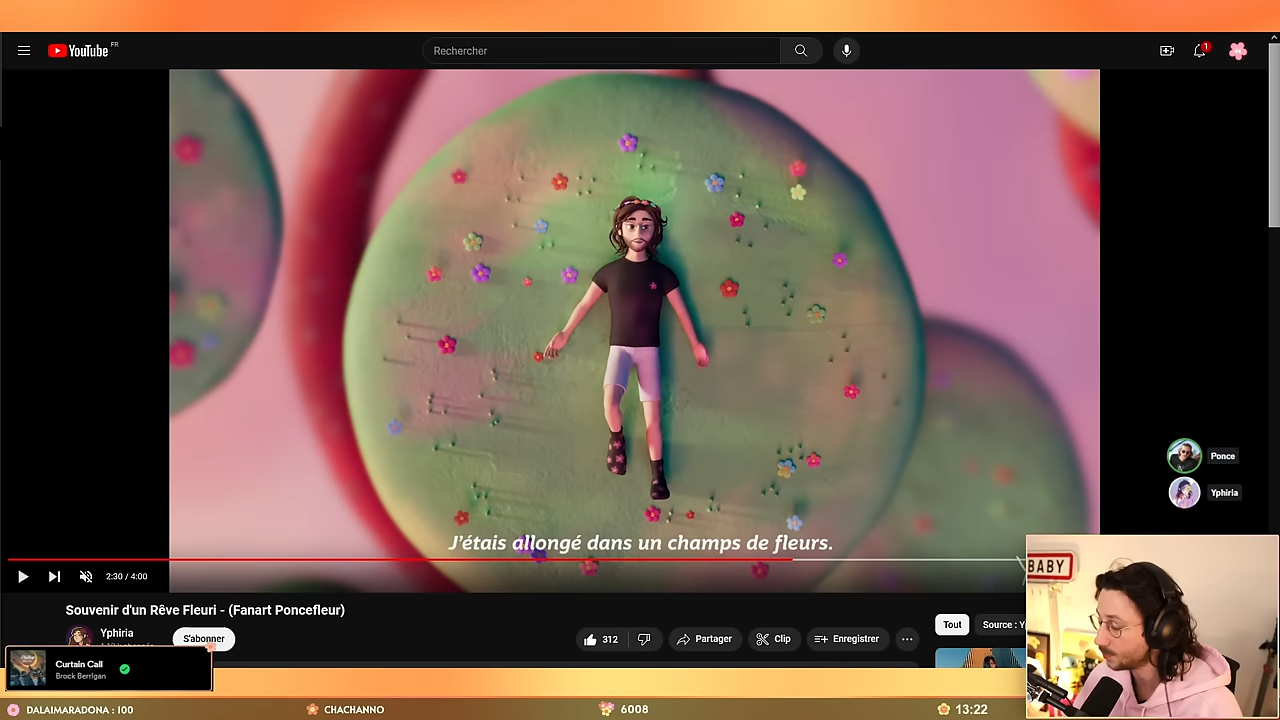 YouTube FR
Rechercher
1
J'étais allongé dans un champs de fleurs.
2:30 / 4:00
Ponce
Yphiria
BABY
Souvenir d'un Rêve Fleuri - (Fanart Poncefleur)
Yphiria
S'abonner
312
Partager
Clip
Enregistrer
Tout
Source : Y
Curtain Call
Brock Berrigan
DALAIMARADONA : 100
CHACHANNO
6008
13:22